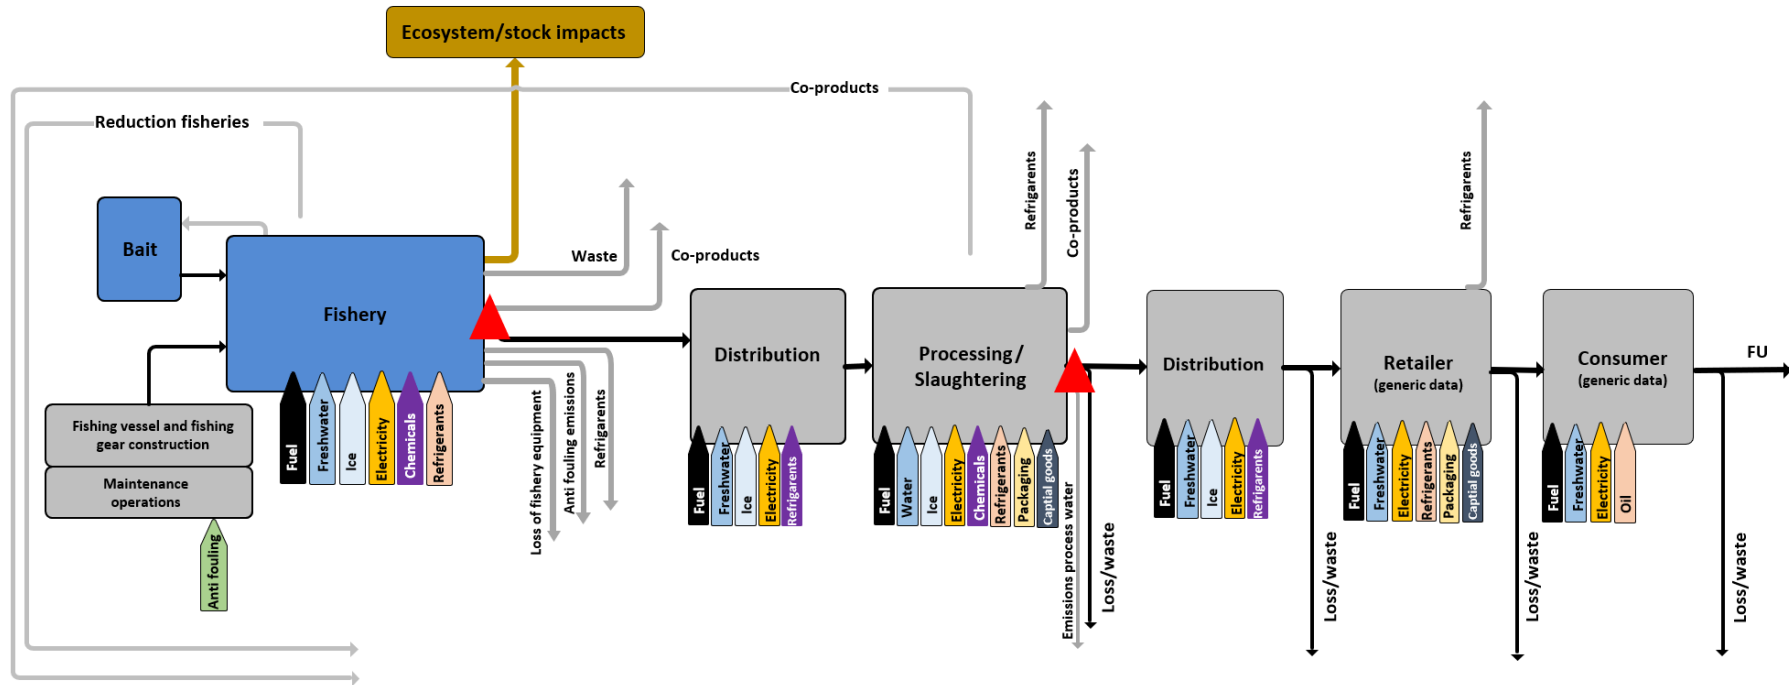 Ecosystem/stock impacts
Co-products
Reduction fisheries
Bait
Waste
Co-products
Fishery
Fishing vessel and fishing
gear construction
Maintenance
operations
Anti fouling
Fuel
Freshwater
Ice
Electricity
Chemicals
Refrigerants
Loss of fishery equipment
Anti fouling emissions
Refrigarents
Distribution
Fuel
Freshwater
Ice
Electricity
Refrigarents
Processing/
Slaughtering
Fuel
Water
Ice
Electricity
Chemicals
Refrigerants
Packaging
Captial goods
Refrigarents
Co-products
Emissions process water
Loss/waste
Distribution
Fuel
Freshwater
Ice
Electricity
Refrigarents
Loss/waste
Retailer
(generic data)
Fuel
Freshwater
Electricity
Refrigerants
Packaging
Captial goods
Refrigarents
Loss/waste
Consumer
(generic data)
Fuel
Freshwater
Electricity
Oil
FU
Loss/waste